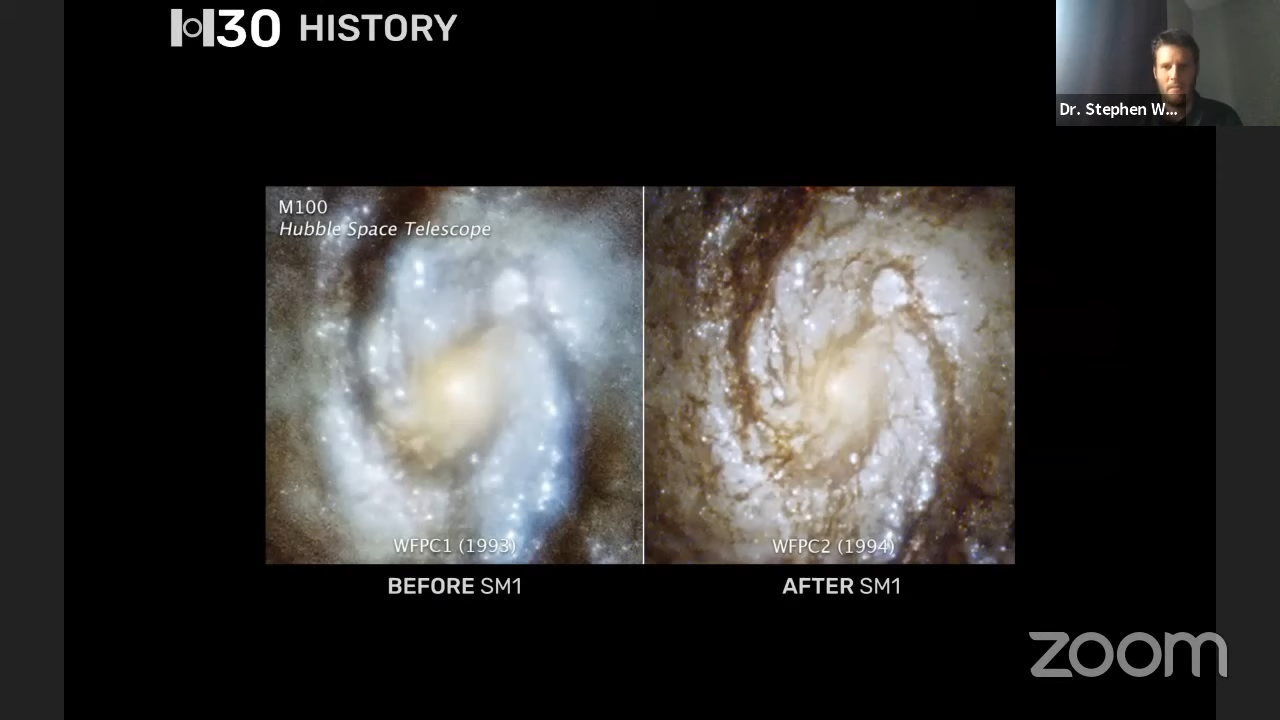 H30 HISTORY
Dr. Stephen W...
M100
Hubble Space Telescope
WFPC1 (1993)
WFPC2 (1994)
BEFORE SM1
AFTER SM1
zoom